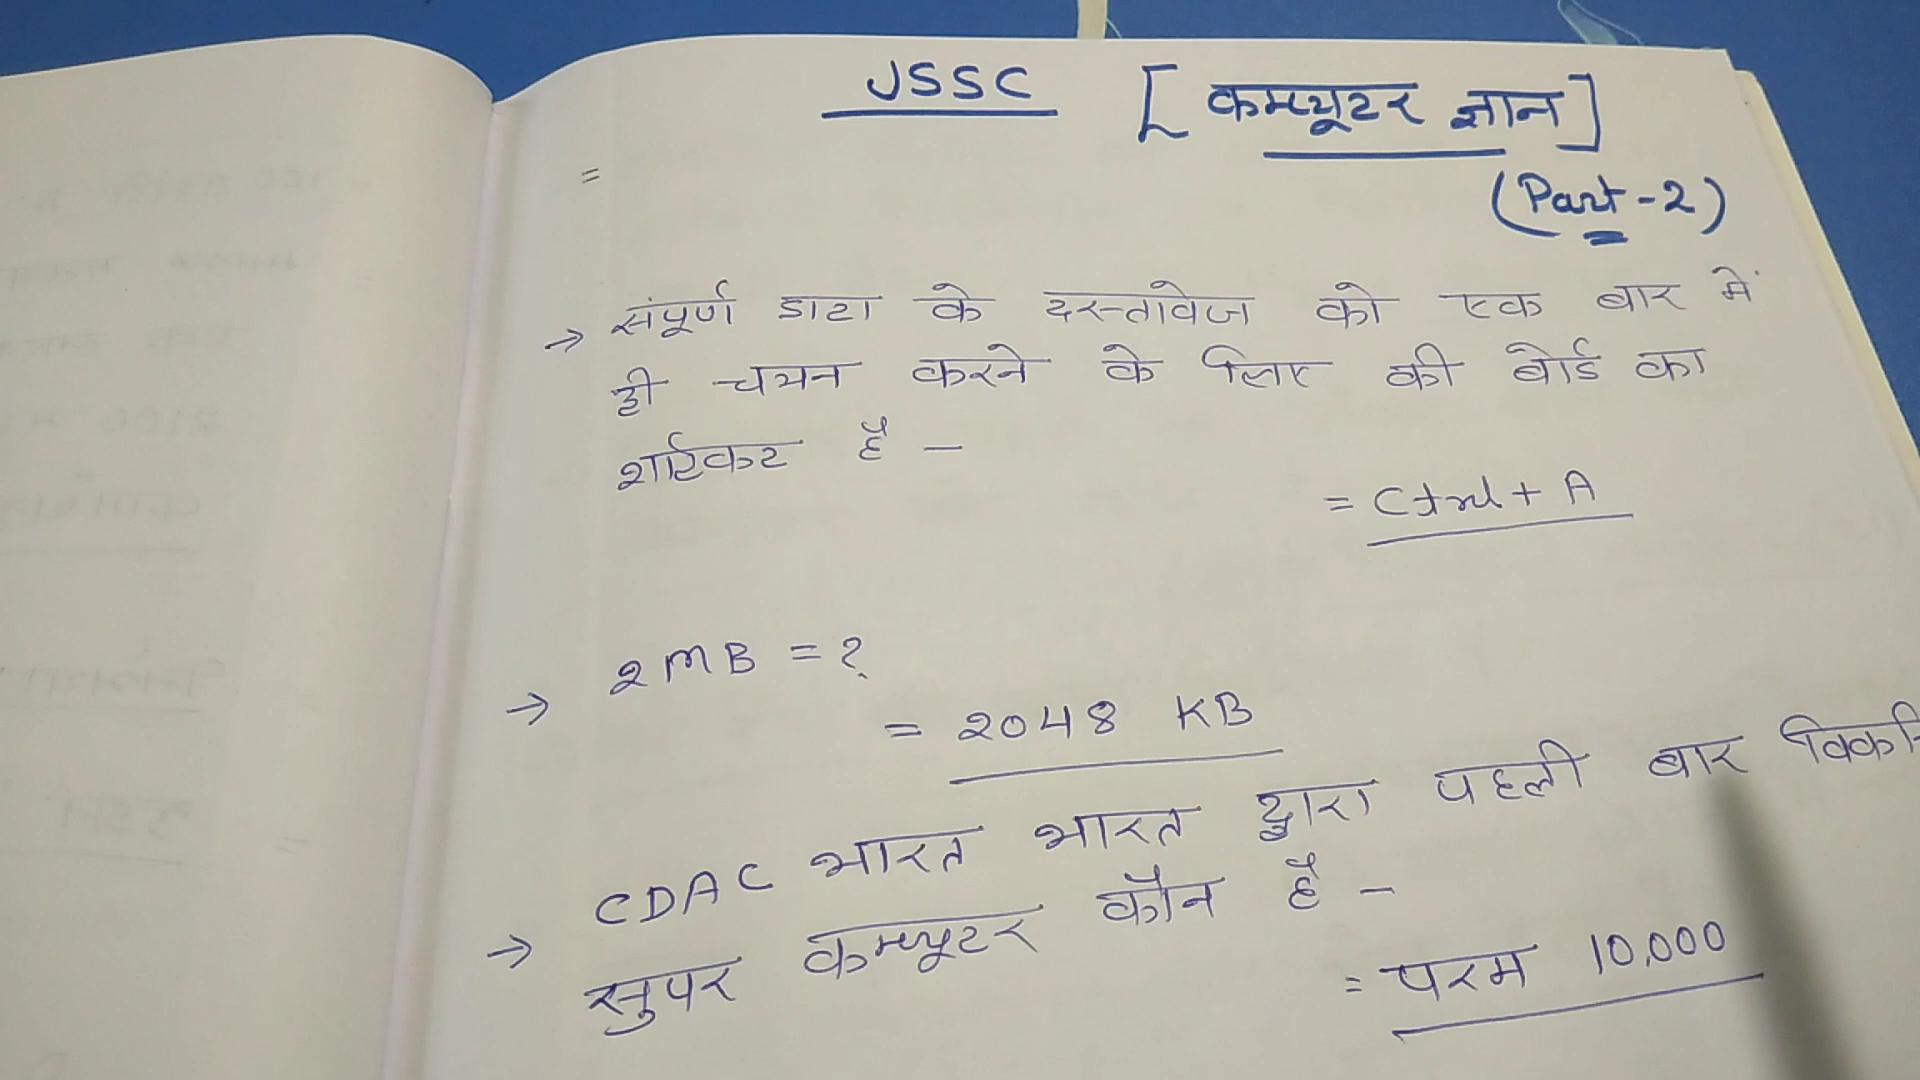 JSSC [कम्प्यूटर ज्ञान]
(Part-2)
=
→ संपूर्ण डाटा के दस्तावेज को एक बार में
ही चयन करने के लिए की बोर्ड का
शार्टकट है –
= Ctrl + A
→ 2 MB = ?
= 2048 KB
→ CDAC भारत भारत द्वारा पहली बार
सुपर कम्प्यूटर कौन है –
= परम 10,000